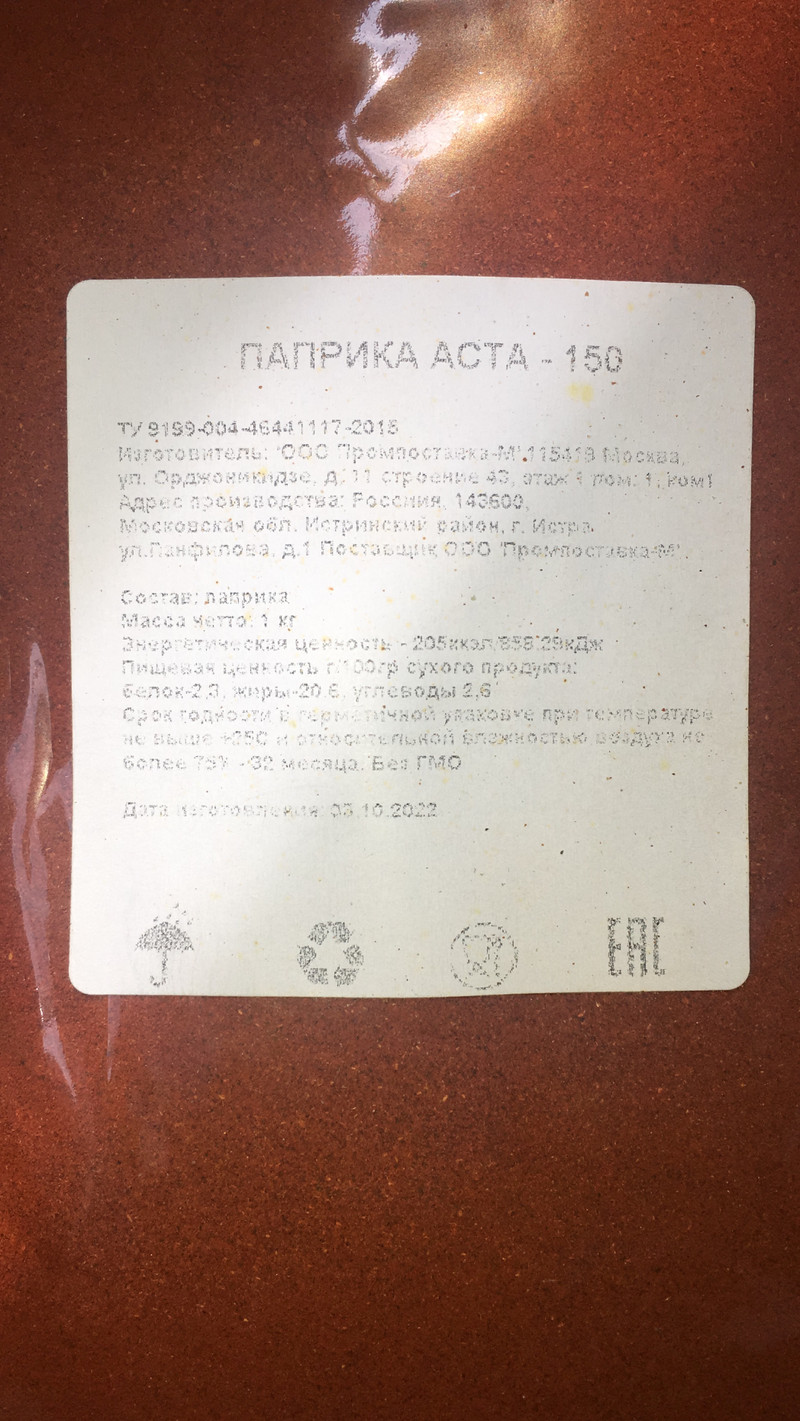 ПАПРИКА АСТА - 150
ТУ 9199-004-46441117-2015
Изготовитель: "ООО "Промпоставка-М",115419 Москва,
ул. Орджоникидзе, д. 11 строение 43, этаж 1 пом. 1, ком1
Адрес производства: Россиия, 143600,
Московская обл. Истринский район, г. Истра
ул.Панфилова, д.1 Поставщик ООО "Промпоставка-М".
Состав: паприка
Масса нетто: 1 кг
Энергетическая ценность - 205ккал/858,29кДж
Пищевая ценность г/100гр сухого продукта:
белок-2,3, жиры-20,6, углеводы 2,6
Срок годности в герметичной упаковке при температуре
не выше +25С и относительной влажностью воздуха не
более 75% -32 месяца. Без ГМО
Дата изготовления: 03.10.2022
ЕАС